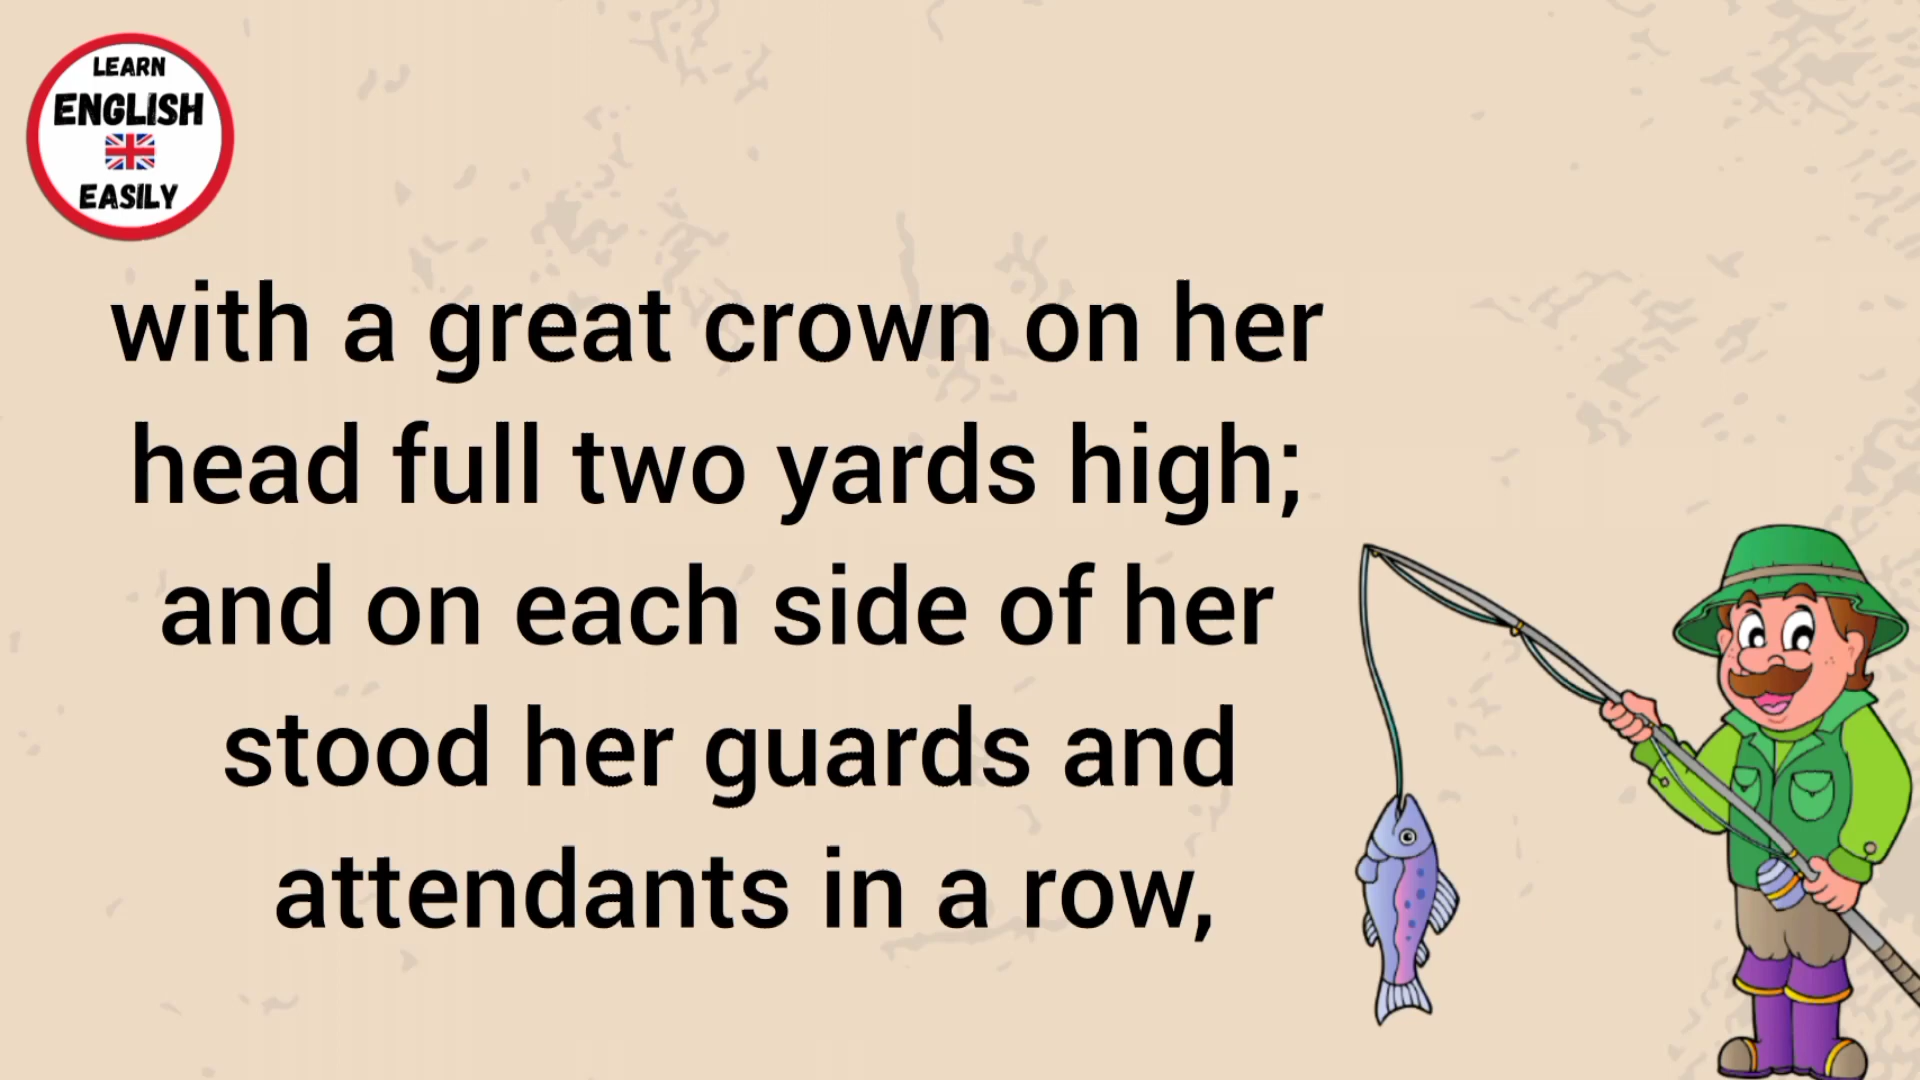 LEARN
ENGLISH
EASILY
with a great crown on her
head full two yards high;
and on each side of her
stood her guards and
attendants in a row,